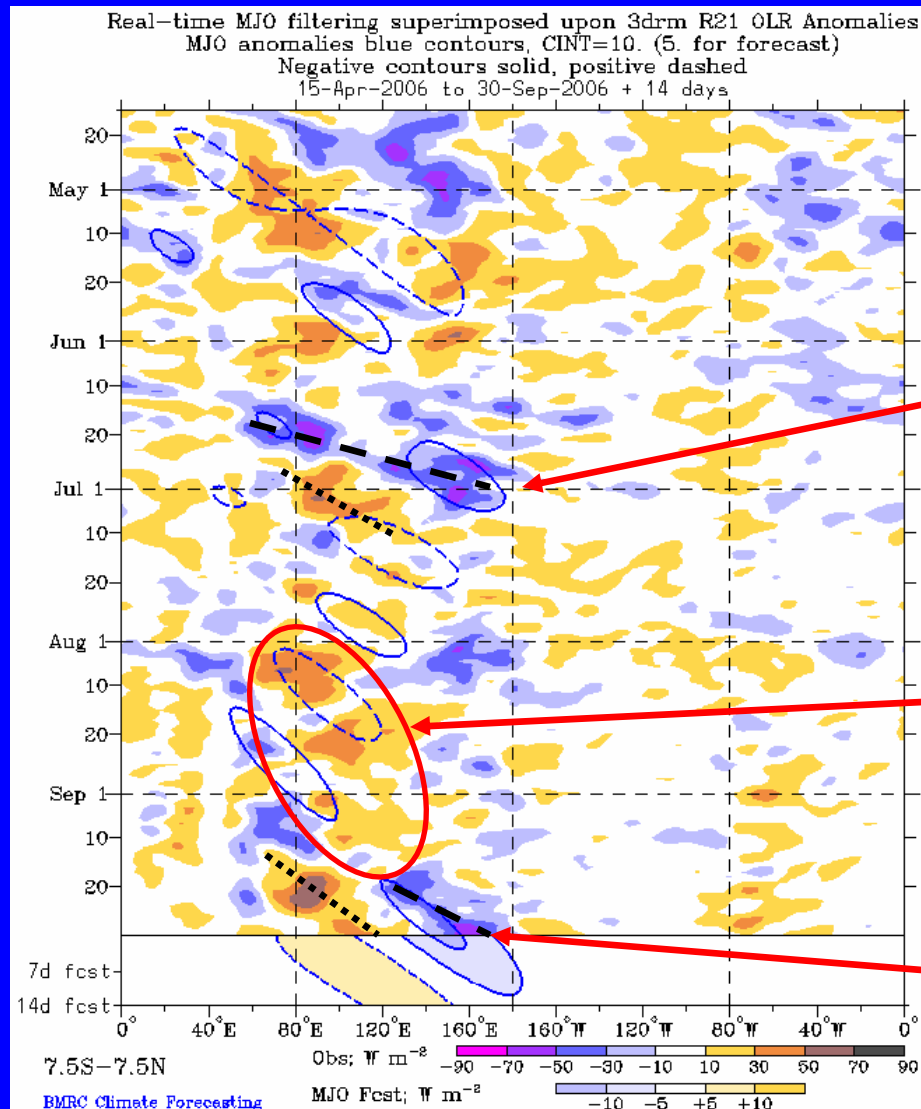 Real-time MJO filtering superimposed upon 3drm R21 OLR Anomalies
MJO anomalies blue contours, CINT=10. (5. for forecast)
Negative contours solid, positive dashed
15-Apr-2006 to 30-Sep-2006 + 14 days
20
May 1
10
20
Jun 1
10
20
Jul 1
10
20
Aug 1
10
20
Sep 1
10
20
7d fcst
14d fcst
0° 40°E 80°E 120°E 160°E 160°W 120°W 80°W 40°W 0°
7.5S-7.5N
Obs; W m⁻²
-90 -70 -50 -30 -10 10 30 50 70 90
BMRC Climate Forecasting
MJO Fcst; W m⁻²
-10 -5 +5 +10